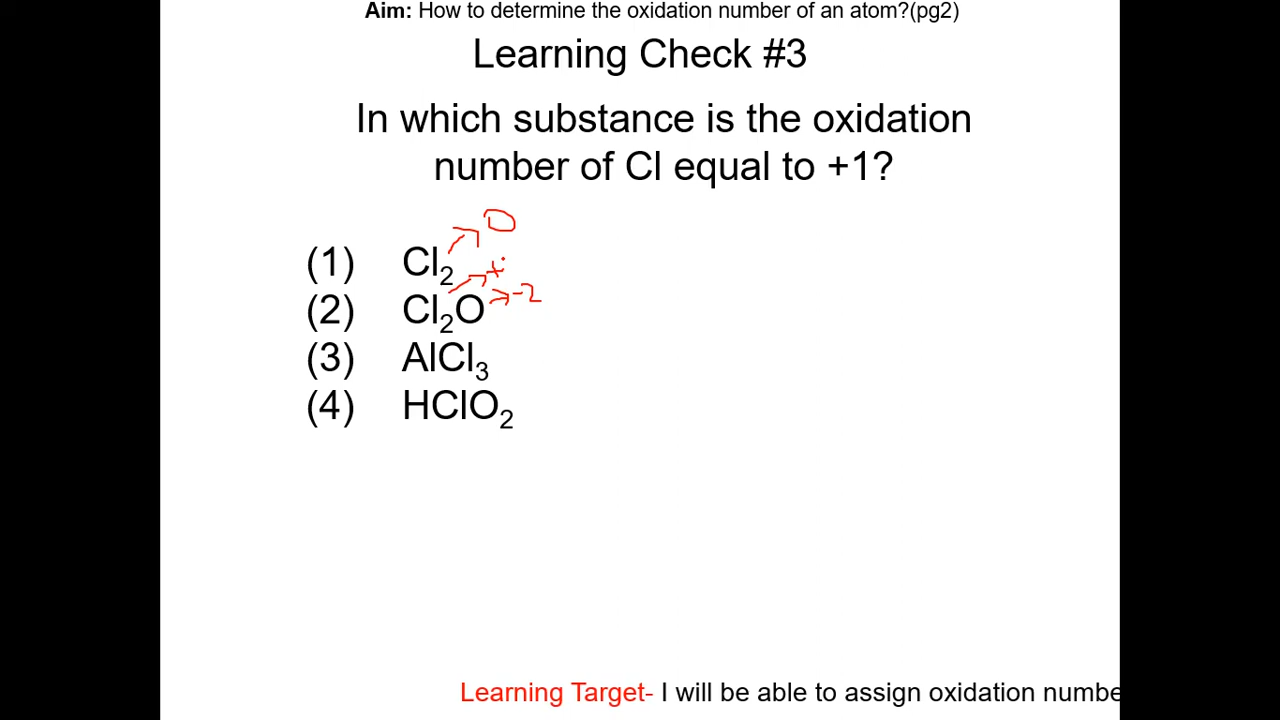 Aim: How to determine the oxidation number of an atom?(pg2)
Learning Check #3
In which substance is the oxidation
number of Cl equal to +1?
0
(1) Cl₂
+
(2) Cl₂O -2
(3) AlCl₃
(4) HClO₂
Learning Target- I will be able to assign oxidation numbe